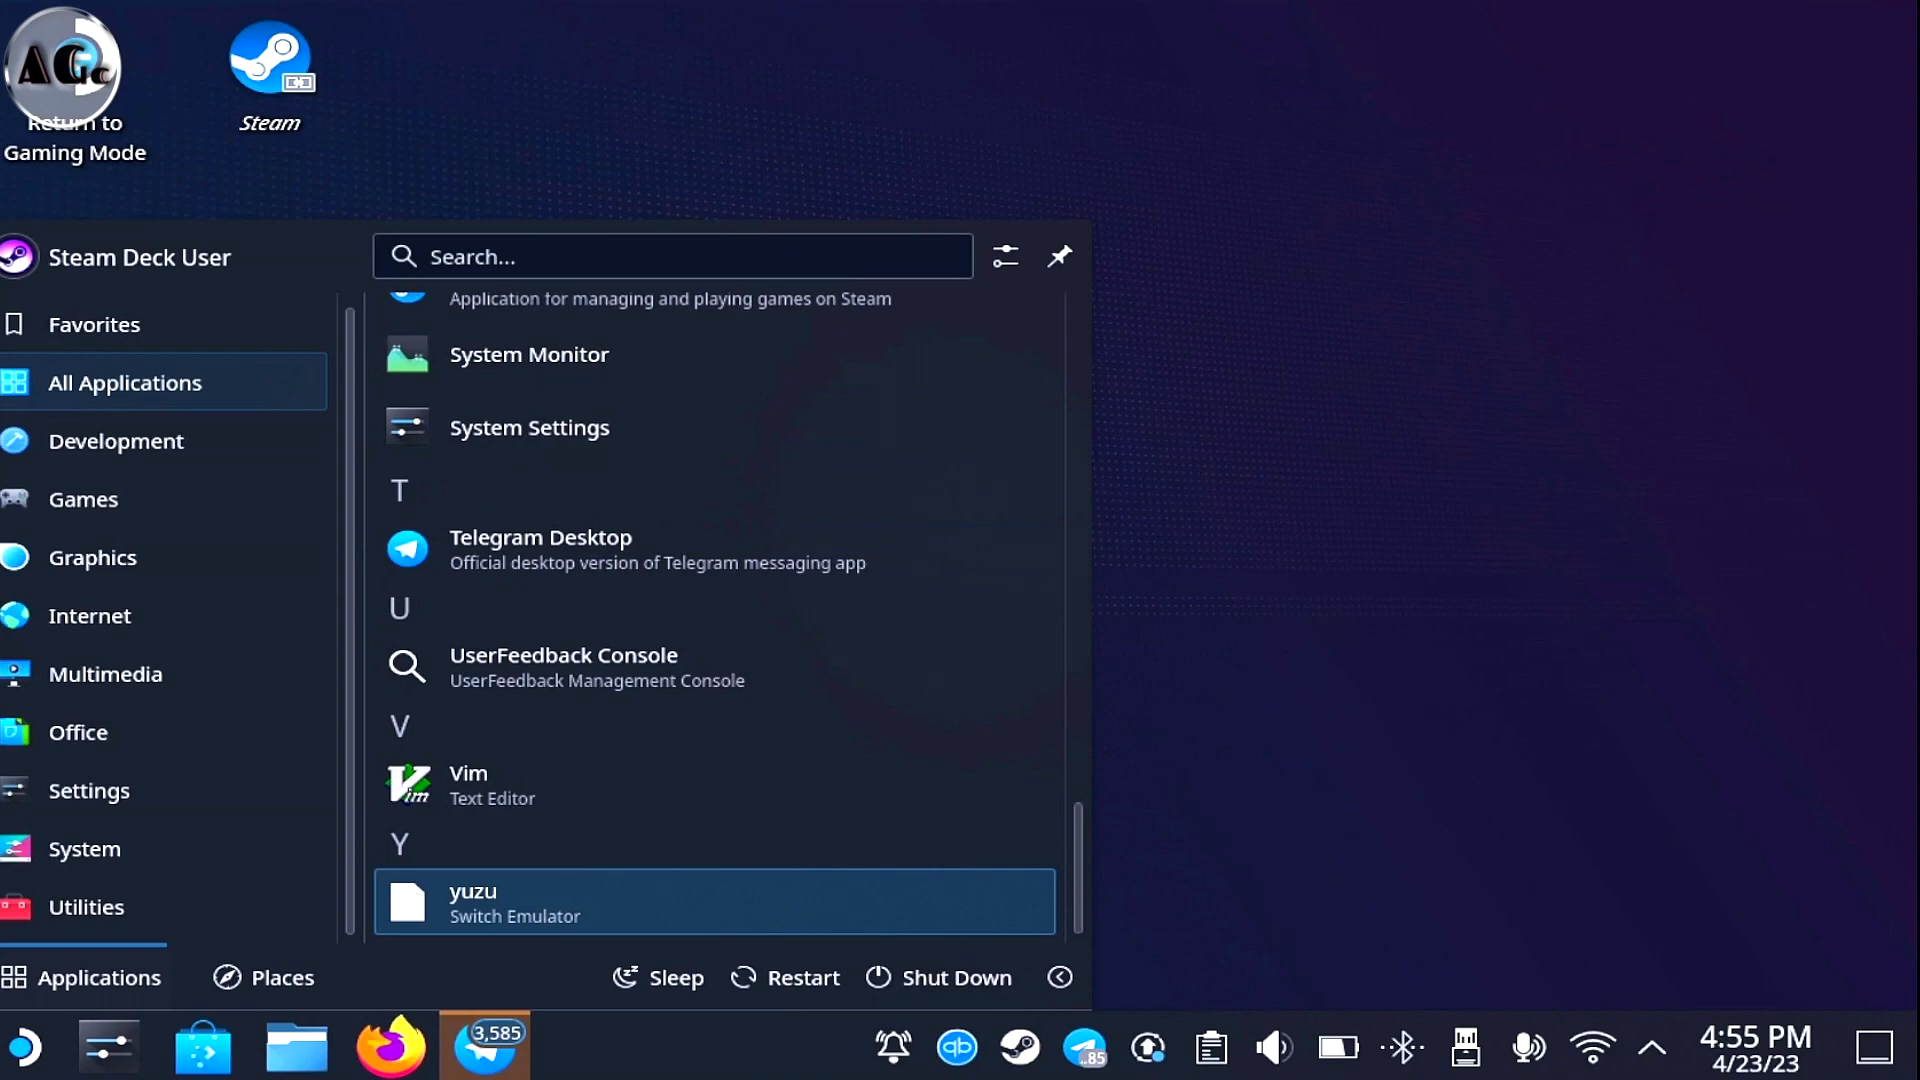 AGc
Return to
Gaming Mode
Steam
Steam Deck User
Search...
Favorites
All Applications
Development
Games
Graphics
Internet
Multimedia
Office
Settings
System
Utilities
Application for managing and playing games on Steam
System Monitor
System Settings
T
Telegram Desktop
Official desktop version of Telegram messaging app
U
UserFeedback Console
UserFeedback Management Console
V
Vim
Text Editor
Y
yuzu
Switch Emulator
Applications
Places
Sleep
Restart
Shut Down
3,585
qb
..85
4:55 PM
4/23/23